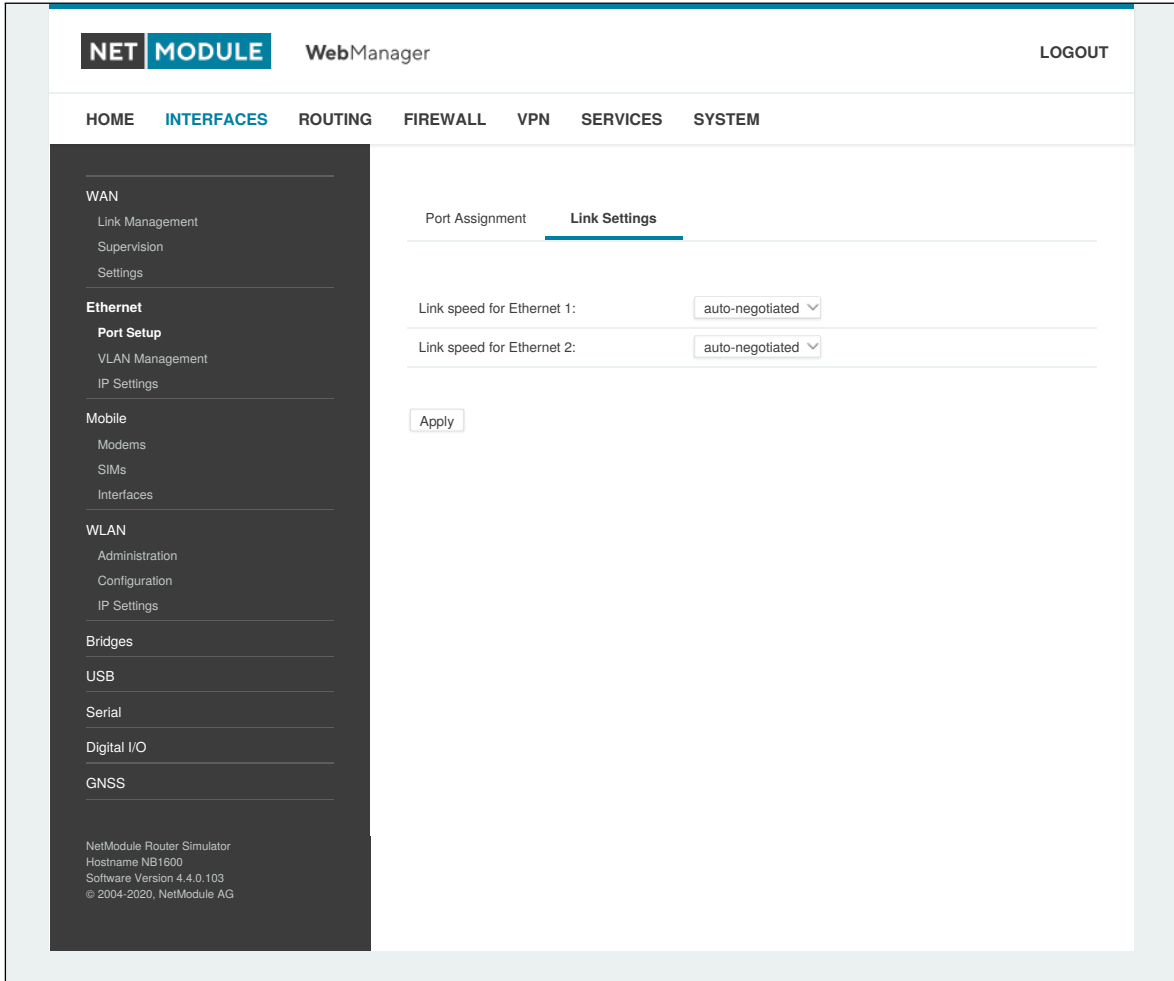 NET MODULE WebManager LOGOUT
HOME INTERFACES ROUTING FIREWALL VPN SERVICES SYSTEM
WAN
Link Management
Supervision
Settings
Ethernet
Port Setup
VLAN Management
IP Settings
Mobile
Modems
SIMs
Interfaces
WLAN
Administration
Configuration
IP Settings
Bridges
USB
Serial
Digital I/O
GNSS
NetModule Router Simulator
Hostname NB1600
Software Version 4.4.0.103
© 2004-2020, NetModule AG
Port Assignment Link Settings
Link speed for Ethernet 1: auto-negotiated
Link speed for Ethernet 2: auto-negotiated
Apply